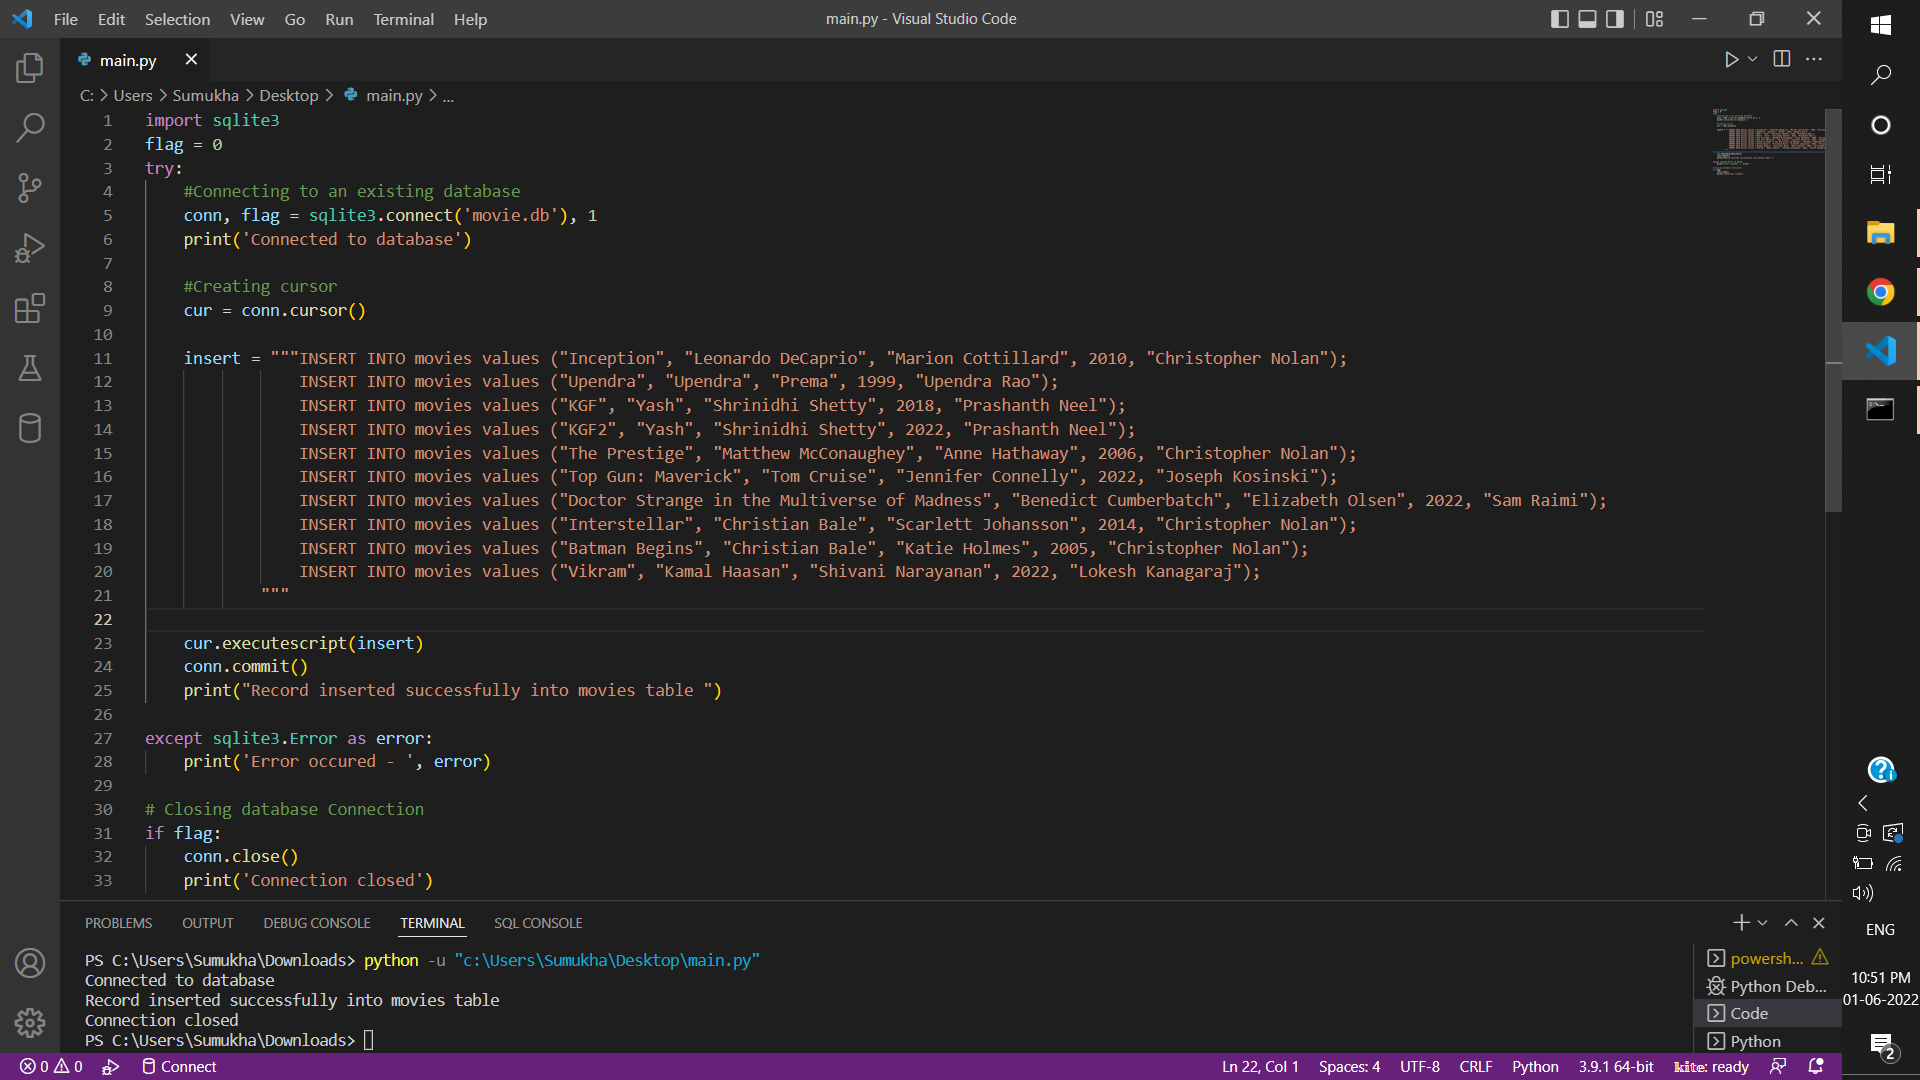 File Edit Selection View Go Run Terminal Help
main.py - Visual Studio Code
main.py
C: > Users > Sumukha > Desktop > main.py > ...
1 import sqlite3
2 flag = 0
3 try:
4 #Connecting to an existing database
5 conn, flag = sqlite3.connect('movie.db'), 1
6 print('Connected to database')
7
8 #Creating cursor
9 cur = conn.cursor()
10
11 insert = """INSERT INTO movies values ("Inception", "Leonardo DeCaprio", "Marion Cottillard", 2010, "Christopher Nolan");
12 INSERT INTO movies values ("Upendra", "Upendra", "Prema", 1999, "Upendra Rao");
13 INSERT INTO movies values ("KGF", "Yash", "Shrinidhi Shetty", 2018, "Prashanth Neel");
14 INSERT INTO movies values ("KGF2", "Yash", "Shrinidhi Shetty", 2022, "Prashanth Neel");
15 INSERT INTO movies values ("The Prestige", "Matthew McConaughey", "Anne Hathaway", 2006, "Christopher Nolan");
16 INSERT INTO movies values ("Top Gun: Maverick", "Tom Cruise", "Jennifer Connelly", 2022, "Joseph Kosinski");
17 INSERT INTO movies values ("Doctor Strange in the Multiverse of Madness", "Benedict Cumberbatch", "Elizabeth Olsen", 2022, "Sam Raimi");
18 INSERT INTO movies values ("Interstellar", "Christian Bale", "Scarlett Johansson", 2014, "Christopher Nolan");
19 INSERT INTO movies values ("Batman Begins", "Christian Bale", "Katie Holmes", 2005, "Christopher Nolan");
20 INSERT INTO movies values ("Vikram", "Kamal Haasan", "Shivani Narayanan", 2022, "Lokesh Kanagaraj");
21 """
22
23 cur.executescript(insert)
24 conn.commit()
25 print("Record inserted successfully into movies table ")
26
27 except sqlite3.Error as error:
28 print('Error occured - ', error)
29
30 # Closing database Connection
31 if flag:
32 conn.close()
33 print('Connection closed')
PROBLEMS OUTPUT DEBUG CONSOLE TERMINAL SQL CONSOLE
PS C:\Users\Sumukha\Downloads> python -u "c:\Users\Sumukha\Desktop\main.py"
Connected to database
Record inserted successfully into movies table
Connection closed
PS C:\Users\Sumukha\Downloads>
powersh...
Python Deb...
Code
Python
0 0 Connect
Ln 22, Col 1 Spaces: 4 UTF-8 CRLF Python 3.9.1 64-bit kite: ready
ENG
10:51 PM
01-06-2022
2